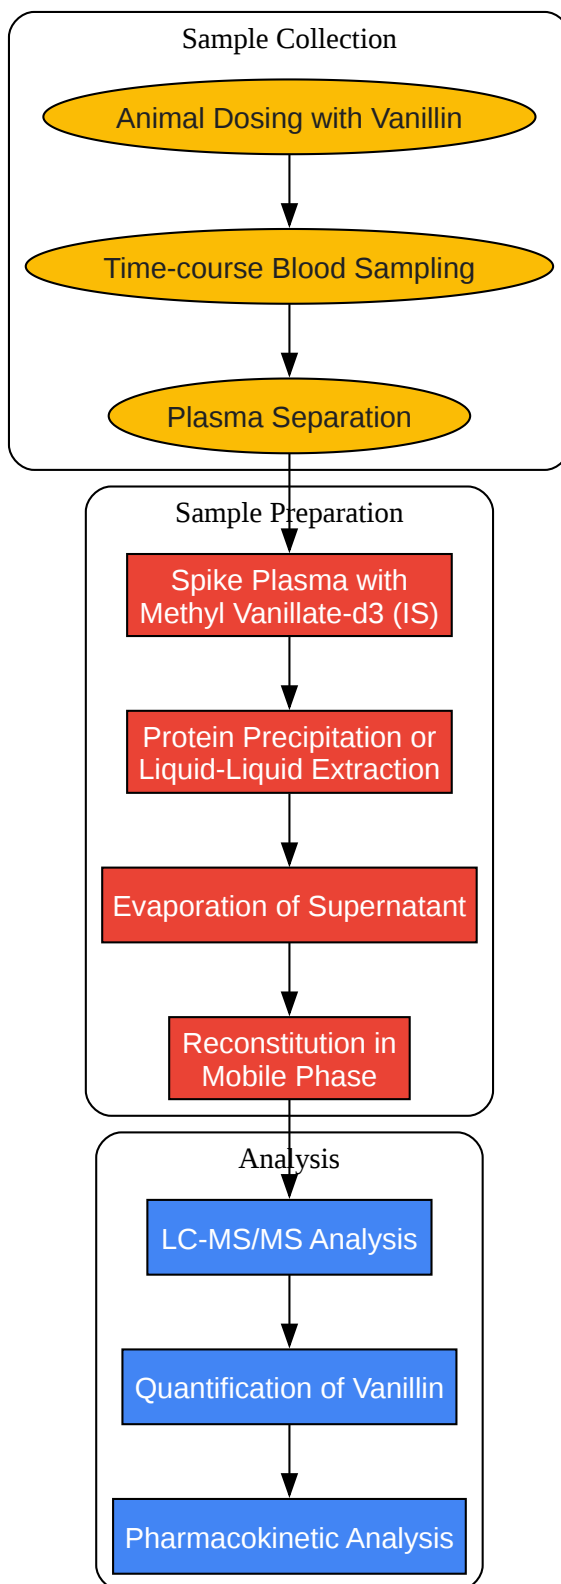 Sample Collection
Animal Dosing with Vanillin
Time-course Blood Sampling
Plasma Separation
Sample Preparation
Spike Plasma with
Methyl Vanillate-d3 (IS)
Protein Precipitation or
Liquid-Liquid Extraction
Evaporation of Supernatant
Reconstitution in
Mobile Phase
Analysis
LC-MS/MS Analysis
Quantification of Vanillin
Pharmacokinetic Analysis